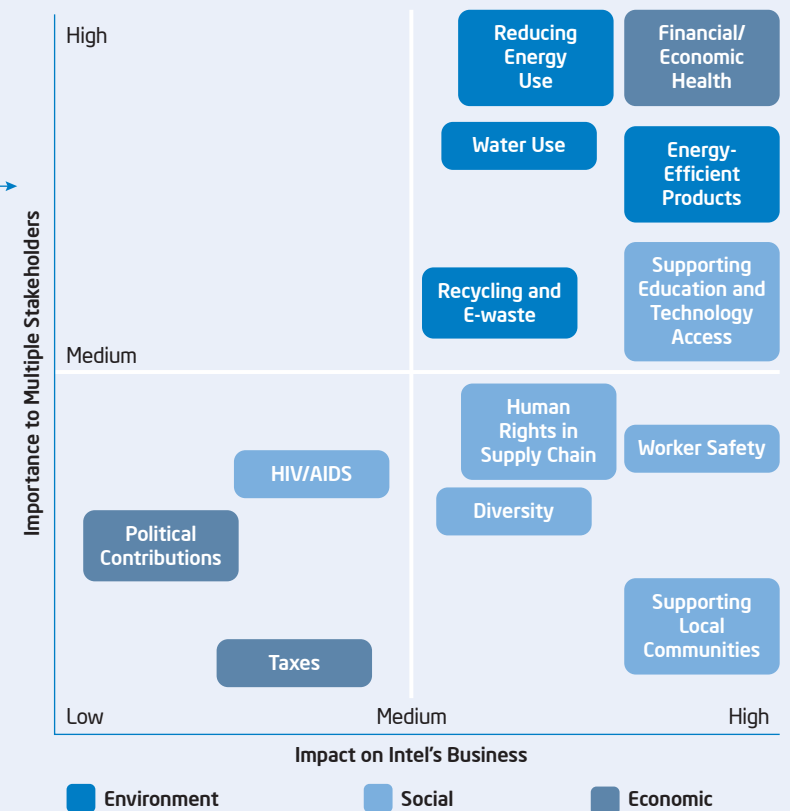 High
Reducing
Energy
Use
Financial/
Economic
Health
Water Use
Energy-
Efficient
Products
Recycling and
E-waste
Supporting
Education and
Technology
Access
Importance to Multiple Stakeholders
Medium
Human
Rights in
Supply Chain
Worker Safety
HIV/AIDS
Diversity
Political
Contributions
Supporting
Local
Communities
Taxes
Low
Medium
High
Impact on Intel's Business
Environment
Social
Economic